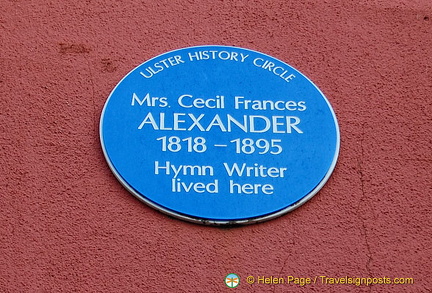 ULSTER HISTORY CIRCLE
Mrs. Cecil Frances
ALEXANDER
1818 – 1895
Hymn Writer
lived here
© Helen Page / Travelsignposts.com